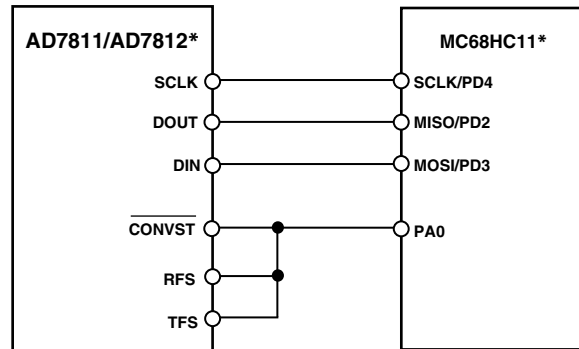 AD7811/AD7812*
MC68HC11*
SCLK
SCLK/PD4
DOUT
MISO/PD2
DIN
MOSI/PD3
CONVST
PA0
RFS
TFS